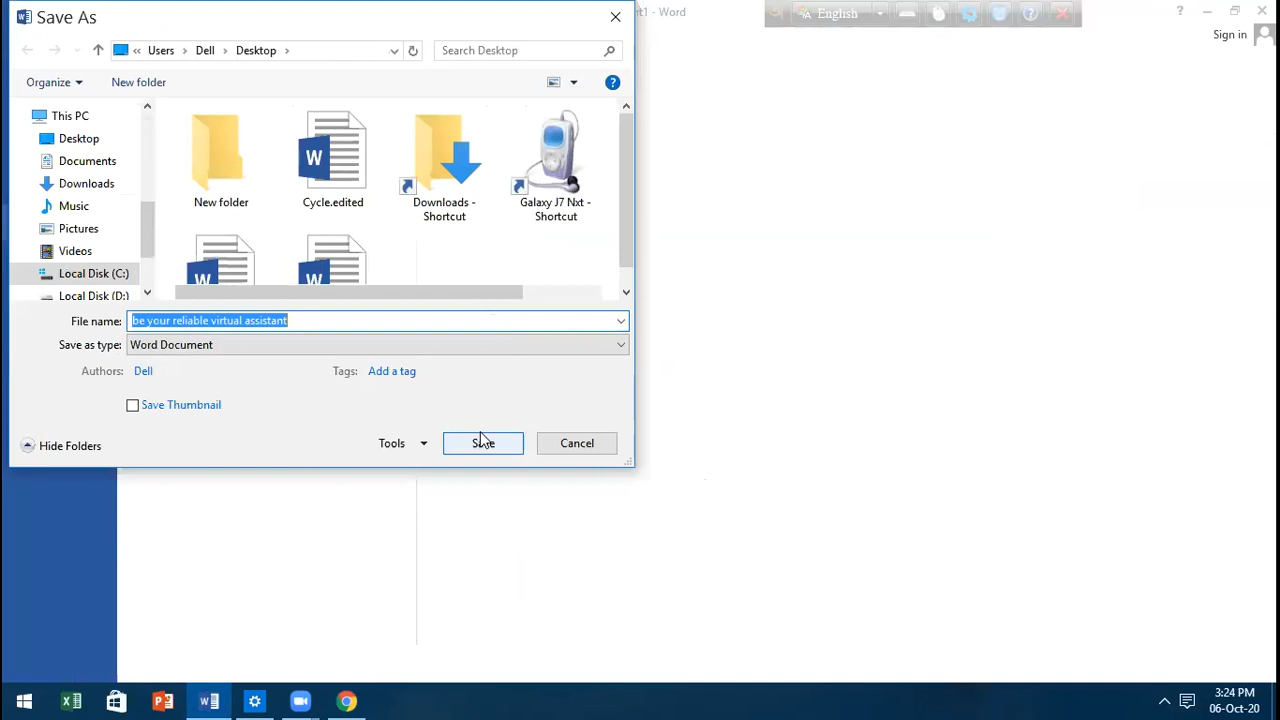 Save As
t1 - Word
English
?
Sign in
« Users > Dell > Desktop >
Search Desktop
Organize
New folder
?
This PC
Desktop
Documents
Downloads
Music
Pictures
Videos
Local Disk (C:)
Local Disk (D:)
New folder
Cycle.edited
Downloads -
Shortcut
Galaxy J7 Nxt -
Shortcut
File name: be your reliable virtual assistant
Save as type: Word Document
Authors: Dell
Tags: Add a tag
Save Thumbnail
Hide Folders
Tools
Save
Cancel
3:24 PM
06-Oct-20